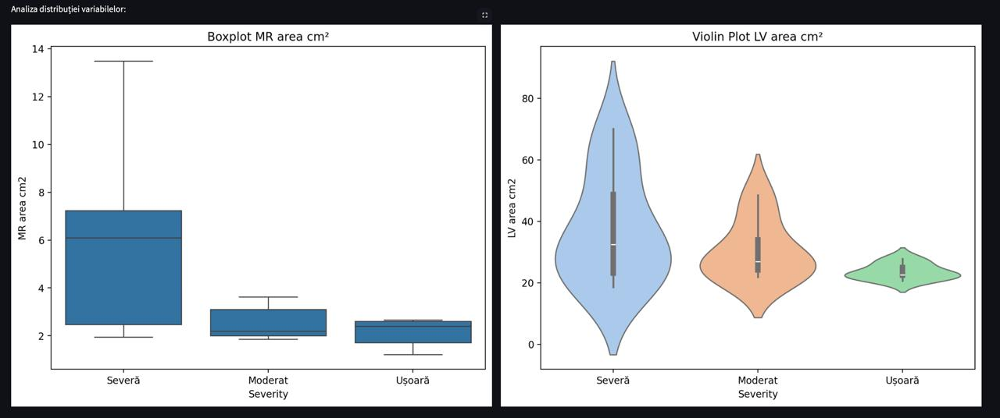 Analiza distribuției variabilelor:
Boxplot MR area cm²
14
12
10
8
6
4
2
MR area cm2
Severă
Moderat
Ușoară
Severity
Violin Plot LV area cm²
80
60
40
20
0
LV area cm2
Severă
Moderat
Ușoară
Severity